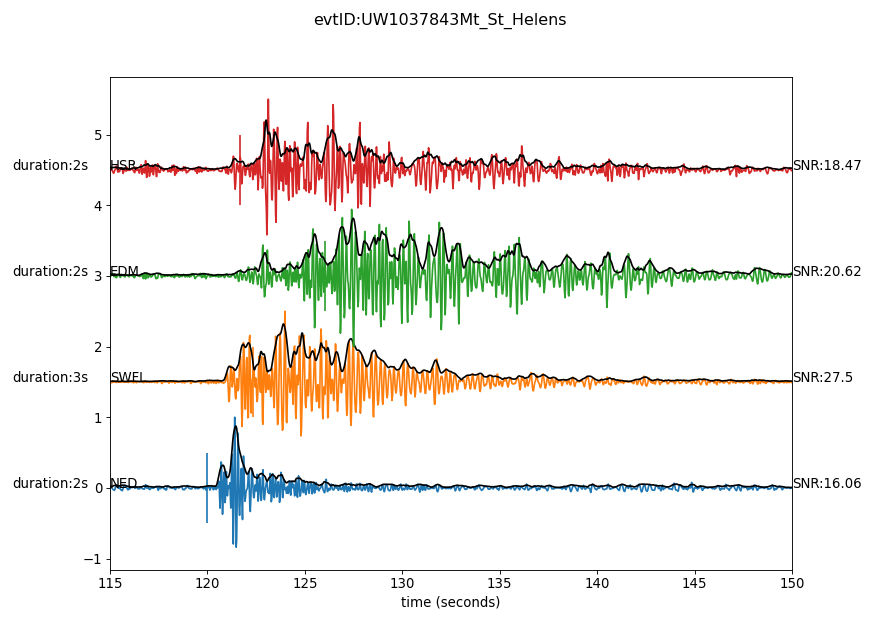 evtID:UW1037843Mt_St_Helens
5
duration:2s HSR SNR:18.47
4
duration:2s EDM SNR:20.62
3
2
duration:3s SWFL SNR:27.5
1
duration:2s NED SNR:16.06
0
−1
115 120 125 130 135 140 145 150
time (seconds)